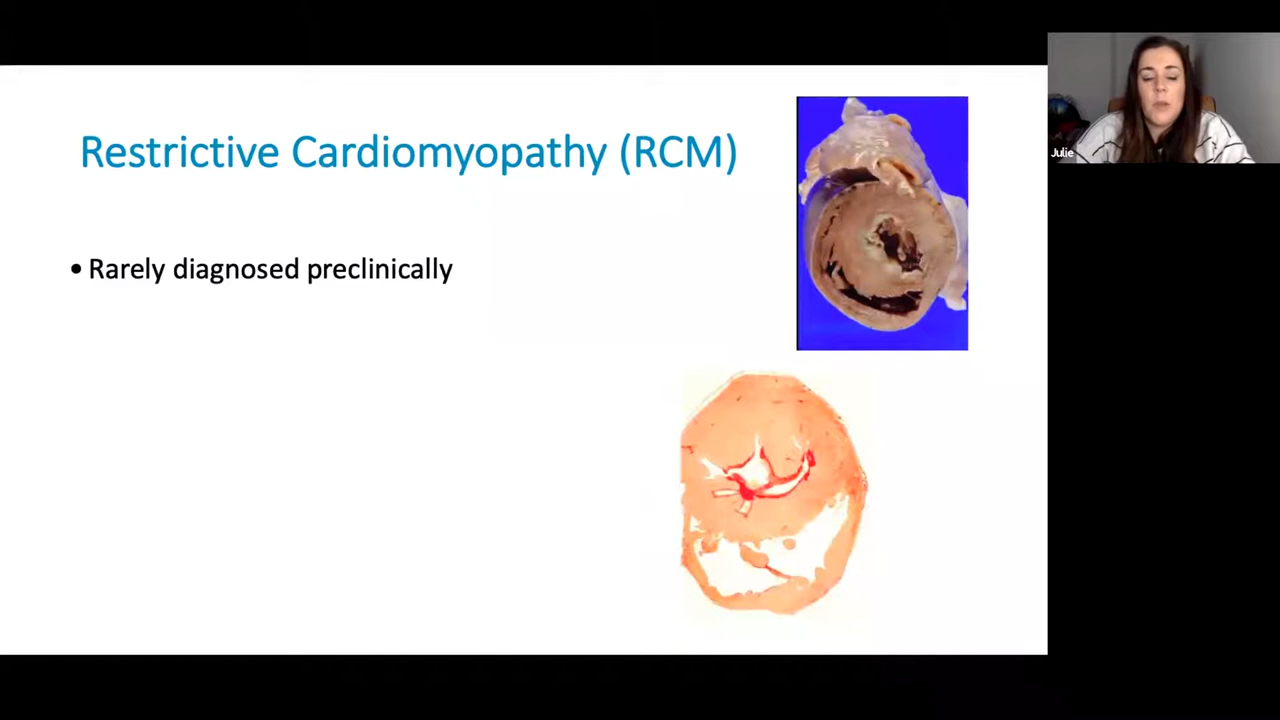 Restrictive Cardiomyopathy (RCM)
• Rarely diagnosed preclinically
Julie